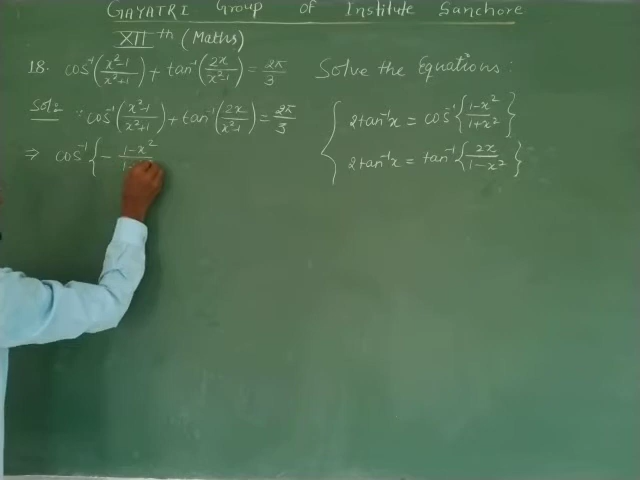 GAYATRI Group of Institute Sanchore
XII th (Maths)
18. cos⁻¹(x²-1/x²+1) + tan⁻¹(2x/x²-1) = 2π/3 Solve the Equations:
Sol: ∵ cos⁻¹(x²-1/x²+1) + tan⁻¹(2x/x²-1) = 2π/3
⇒ cos⁻¹{- 1-x²/1
2tan⁻¹x = cos⁻¹{1-x²/1+x²}
2tan⁻¹x = tan⁻¹{2x/1-x²}